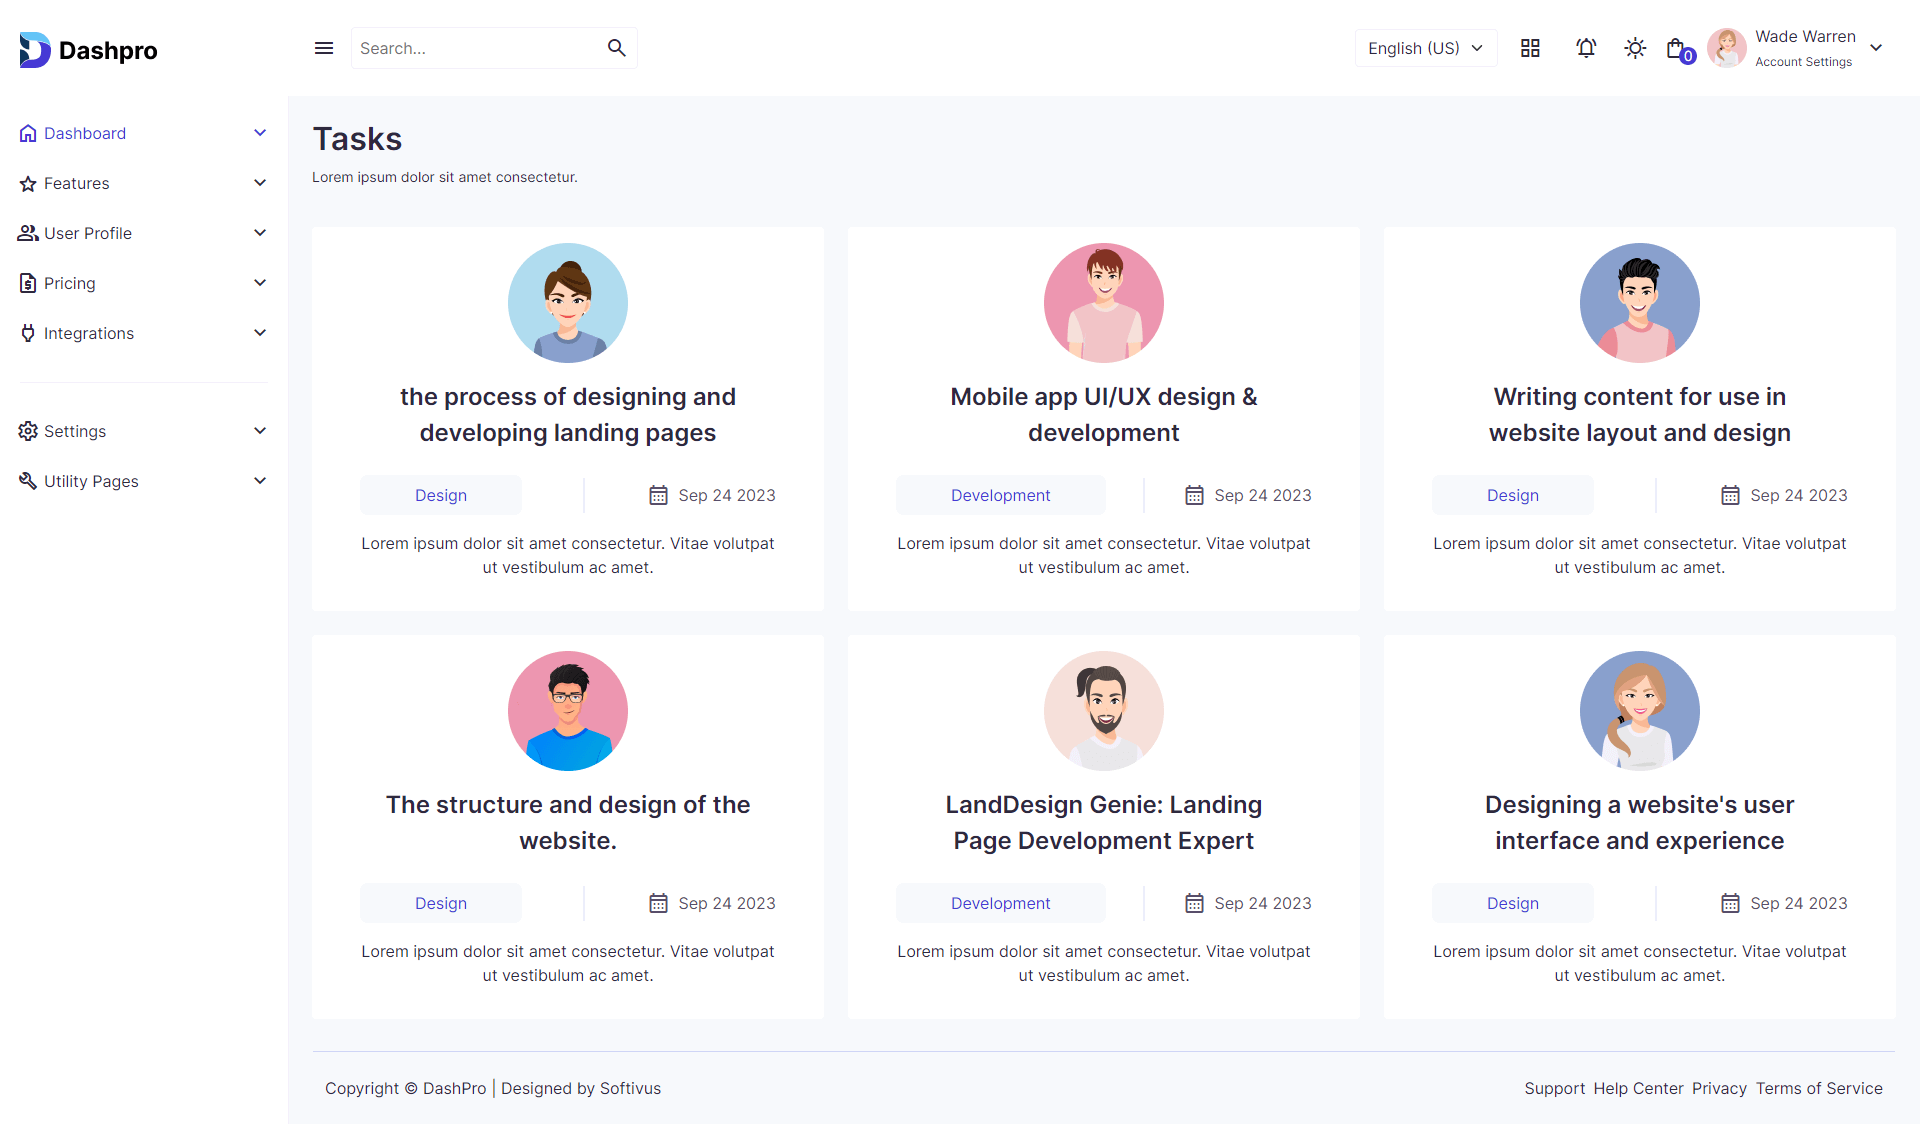 Dashpro
Search...
English (US)
0
Wade Warren
Account Settings
Dashboard
Features
User Profile
Pricing
Integrations
Settings
Utility Pages
Tasks
Lorem ipsum dolor sit amet consectetur.
the process of designing and
developing landing pages
Design
Sep 24 2023
Lorem ipsum dolor sit amet consectetur. Vitae volutpat
ut vestibulum ac amet.
Mobile app UI/UX design &
development
Development
Sep 24 2023
Lorem ipsum dolor sit amet consectetur. Vitae volutpat
ut vestibulum ac amet.
Writing content for use in
website layout and design
Design
Sep 24 2023
Lorem ipsum dolor sit amet consectetur. Vitae volutpat
ut vestibulum ac amet.
The structure and design of the
website.
Design
Sep 24 2023
Lorem ipsum dolor sit amet consectetur. Vitae volutpat
ut vestibulum ac amet.
LandDesign Genie: Landing
Page Development Expert
Development
Sep 24 2023
Lorem ipsum dolor sit amet consectetur. Vitae volutpat
ut vestibulum ac amet.
Designing a website's user
interface and experience
Design
Sep 24 2023
Lorem ipsum dolor sit amet consectetur. Vitae volutpat
ut vestibulum ac amet.
Copyright © DashPro | Designed by Softivus
Support Help Center Privacy Terms of Service